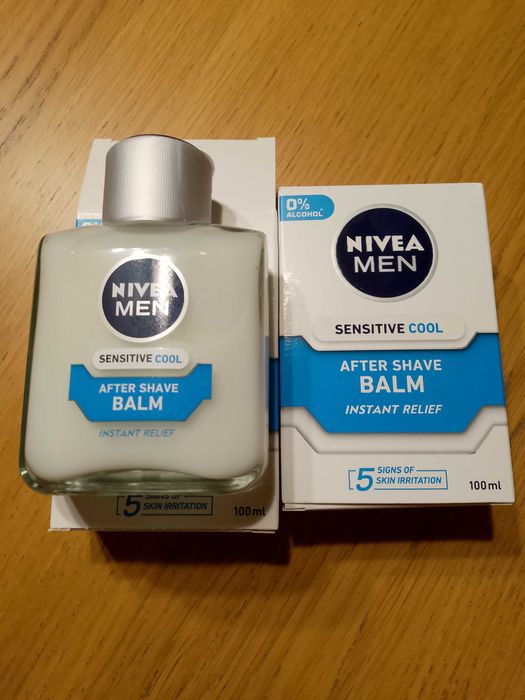 NIVEA
MEN
SENSITIVE COOL
AFTER SHAVE
BALM
INSTANT RELIEF
5 SIGNS OF
SKIN IRRITATION
100ml
0%
ALCOHOL*
NIVEA
MEN
SENSITIVE COOL
AFTER SHAVE
BALM
INSTANT RELIEF
5 SIGNS OF
SKIN IRRITATION
100ml